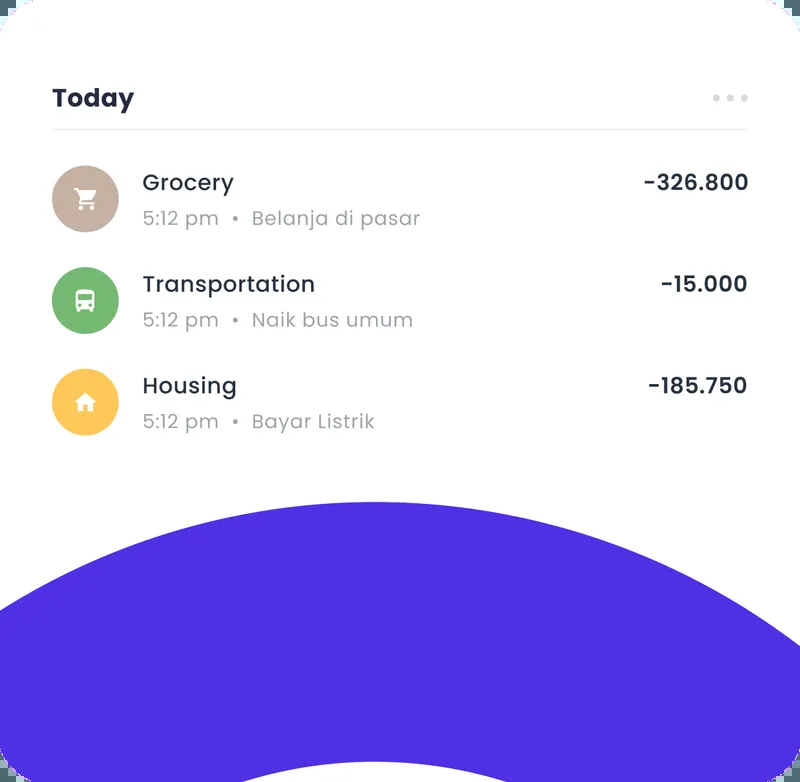 Today
Grocery -326.800
5:12 pm • Belanja di pasar
Transportation -15.000
5:12 pm • Naik bus umum
Housing -185.750
5:12 pm • Bayar Listrik